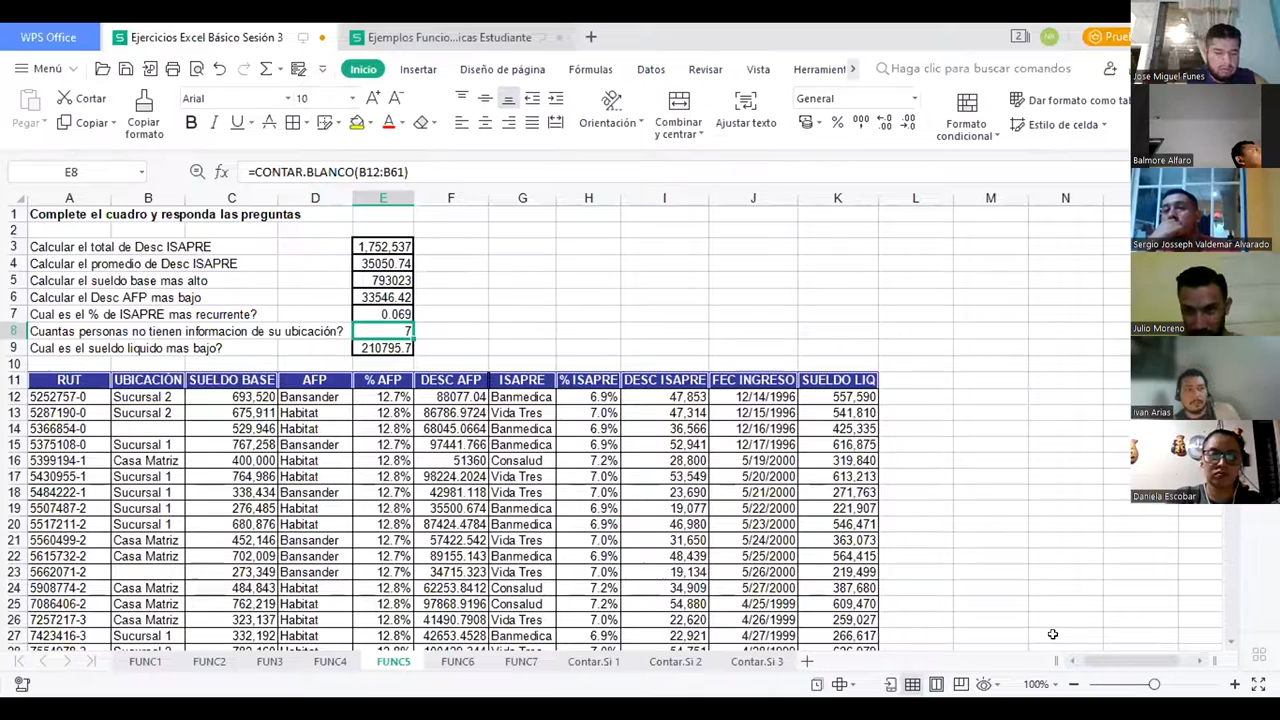 WPS Office
Ejercicios Excel Básico Sesión 3
Ejemplos Funcio...icas Estudiante
Menú
Inicio
Insertar
Diseño de página
Fórmulas
Datos
Revisar
Vista
Herramient
Haga clic para buscar comandos
Prue
Pegar
Cortar
Copiar
Copiar formato
Arial
10
Orientación
Combinar y centrar
Ajustar texto
General
Formato condicional
Dar formato como tab
Estilo de celda
E8
=CONTAR.BLANCO(B12:B61)
A B C D E F G H I J K L M N
1 Complete el cuadro y responda las preguntas
2
3 Calcular el total de Desc ISAPRE 1,752,537
4 Calcular el promedio de Desc ISAPRE 35050.74
5 Calcular el sueldo base mas alto 793023
6 Calcular el Desc AFP mas bajo 33546.42
7 Cual es el % de ISAPRE mas recurrente? 0.069
8 Cuantas personas no tienen informacion de su ubicación? 7
9 Cual es el sueldo liquido mas bajo? 210795.7
10
11 RUT UBICACIÓN SUELDO BASE AFP % AFP DESC AFP ISAPRE % ISAPRE DESC ISAPRE FEC INGRESO SUELDO LIQ
12 5252757-0 Sucursal 2 693,520 Bansander 12.7% 88077.04 Banmedica 6.9% 47,853 12/14/1996 557,590
13 5287190-0 Sucursal 2 675,911 Habitat 12.8% 86786.9724 Vida Tres 7.0% 47,314 12/15/1996 541,810
14 5366854-0 529,946 Habitat 12.8% 68045.0664 Banmedica 6.9% 36,566 12/16/1996 425,335
15 5375108-0 Sucursal 1 767,258 Bansander 12.7% 97441.766 Banmedica 6.9% 52,941 12/17/1996 616,875
16 5399194-1 Casa Matriz 400,000 Habitat 12.8% 51360 Consalud 7.2% 28,800 5/19/2000 319,840
17 5430955-1 Sucursal 1 764,986 Habitat 12.8% 98224.2024 Vida Tres 7.0% 53,549 5/20/2000 613,213
18 5484222-1 Sucursal 1 338,434 Bansander 12.7% 42981.118 Vida Tres 7.0% 23,690 5/21/2000 271,763
19 5507487-2 Sucursal 1 276,485 Habitat 12.8% 35500.674 Banmedica 6.9% 19,077 5/22/2000 221,907
20 5517211-2 Sucursal 1 680,876 Habitat 12.8% 87424.4784 Banmedica 6.9% 46,980 5/23/2000 546,471
21 5560499-2 Casa Matriz 452,146 Bansander 12.7% 57422.542 Vida Tres 7.0% 31,650 5/24/2000 363,073
22 5615732-2 Casa Matriz 702,009 Bansander 12.7% 89155.143 Banmedica 6.9% 48,439 5/25/2000 564,415
23 5662071-2 273,349 Bansander 12.7% 34715.323 Vida Tres 7.0% 19,134 5/26/2000 219,499
24 5908774-2 Casa Matriz 484,843 Habitat 12.8% 62253.8412 Consalud 7.2% 34,909 5/27/2000 387,680
25 7086406-2 Casa Matriz 762,219 Habitat 12.8% 97868.9196 Consalud 7.2% 54,880 4/25/1999 609,470
26 7257217-3 Casa Matriz 323,137 Habitat 12.8% 41490.7908 Vida Tres 7.0% 22,620 4/26/1999 259,027
27 7423416-3 Sucursal 1 332,192 Habitat 12.8% 42653.4528 Banmedica 6.9% 22,921 4/27/1999 266,617
FUNC1 FUNC2 FUN3 FUNC4 FUNC5 FUNC6 FUNC7 Contar.Si 1 Contar.Si 2 Contar.Si 3
100%
Jose Miguel Funes
Balmore Alfaro
Sergio Josseph Valdemar Alvarado
Julio Moreno
Ivan Arias
Daniela Escobar